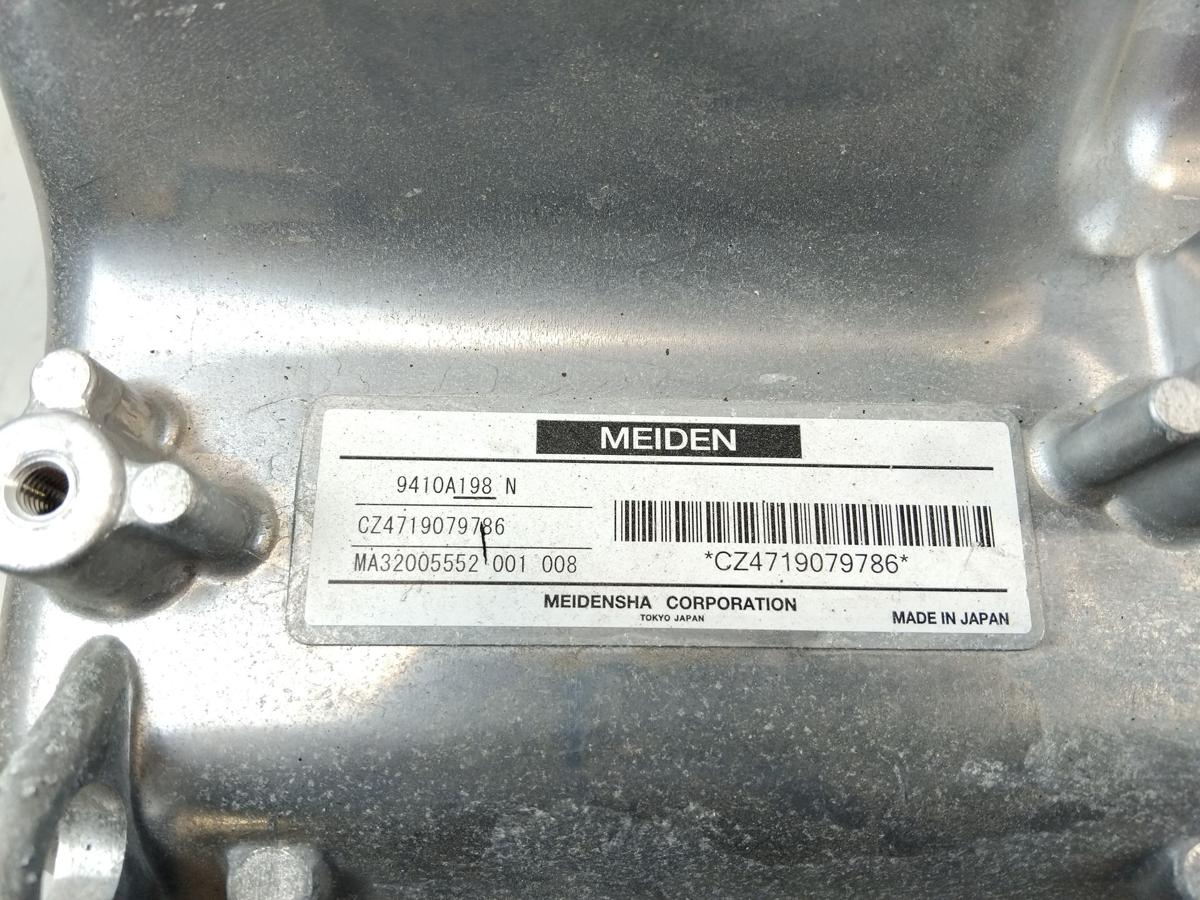 MEIDEN
9410A198 N
CZ4719079786
MA32005552 001 008
*CZ4719079786*
MEIDENSHA CORPORATION
TOKYO JAPAN
MADE IN JAPAN